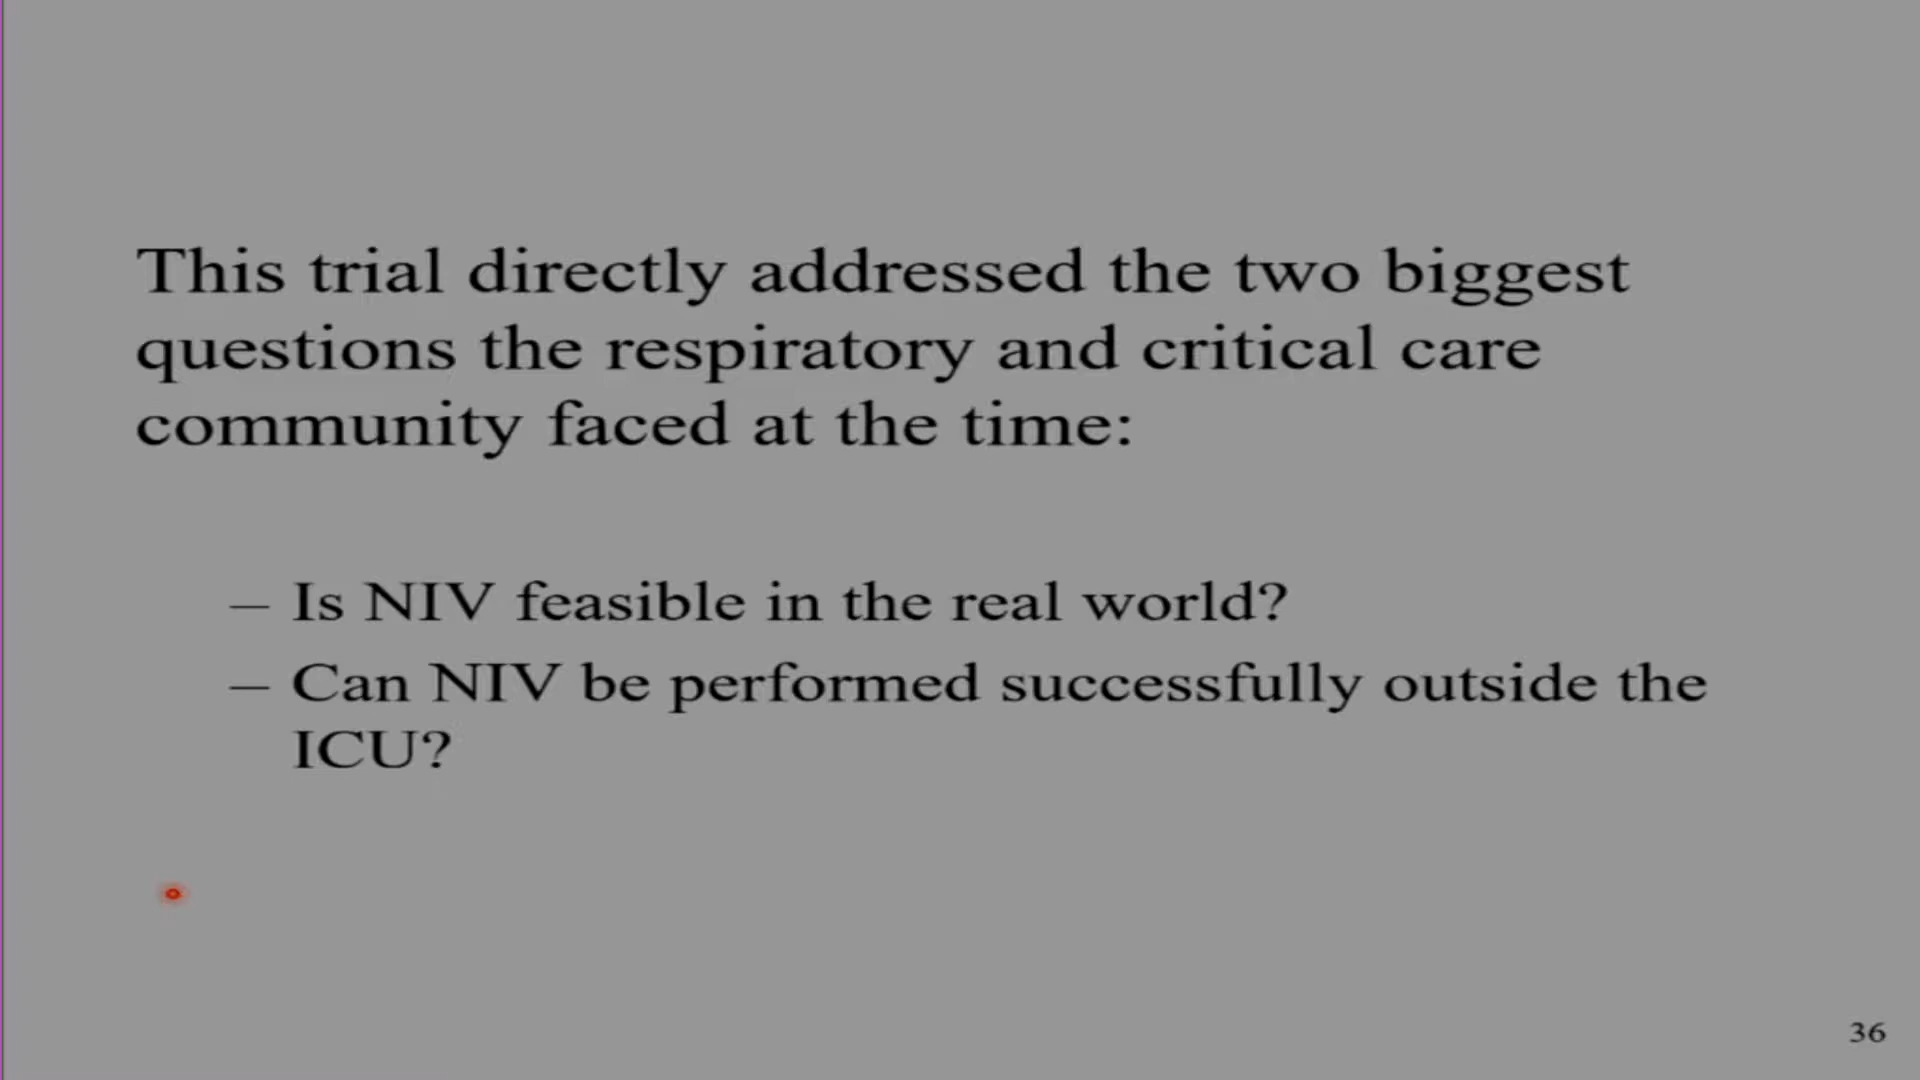 This trial directly addressed the two biggest
questions the respiratory and critical care
community faced at the time:
– Is NIV feasible in the real world?
– Can NIV be performed successfully outside the
ICU?
36